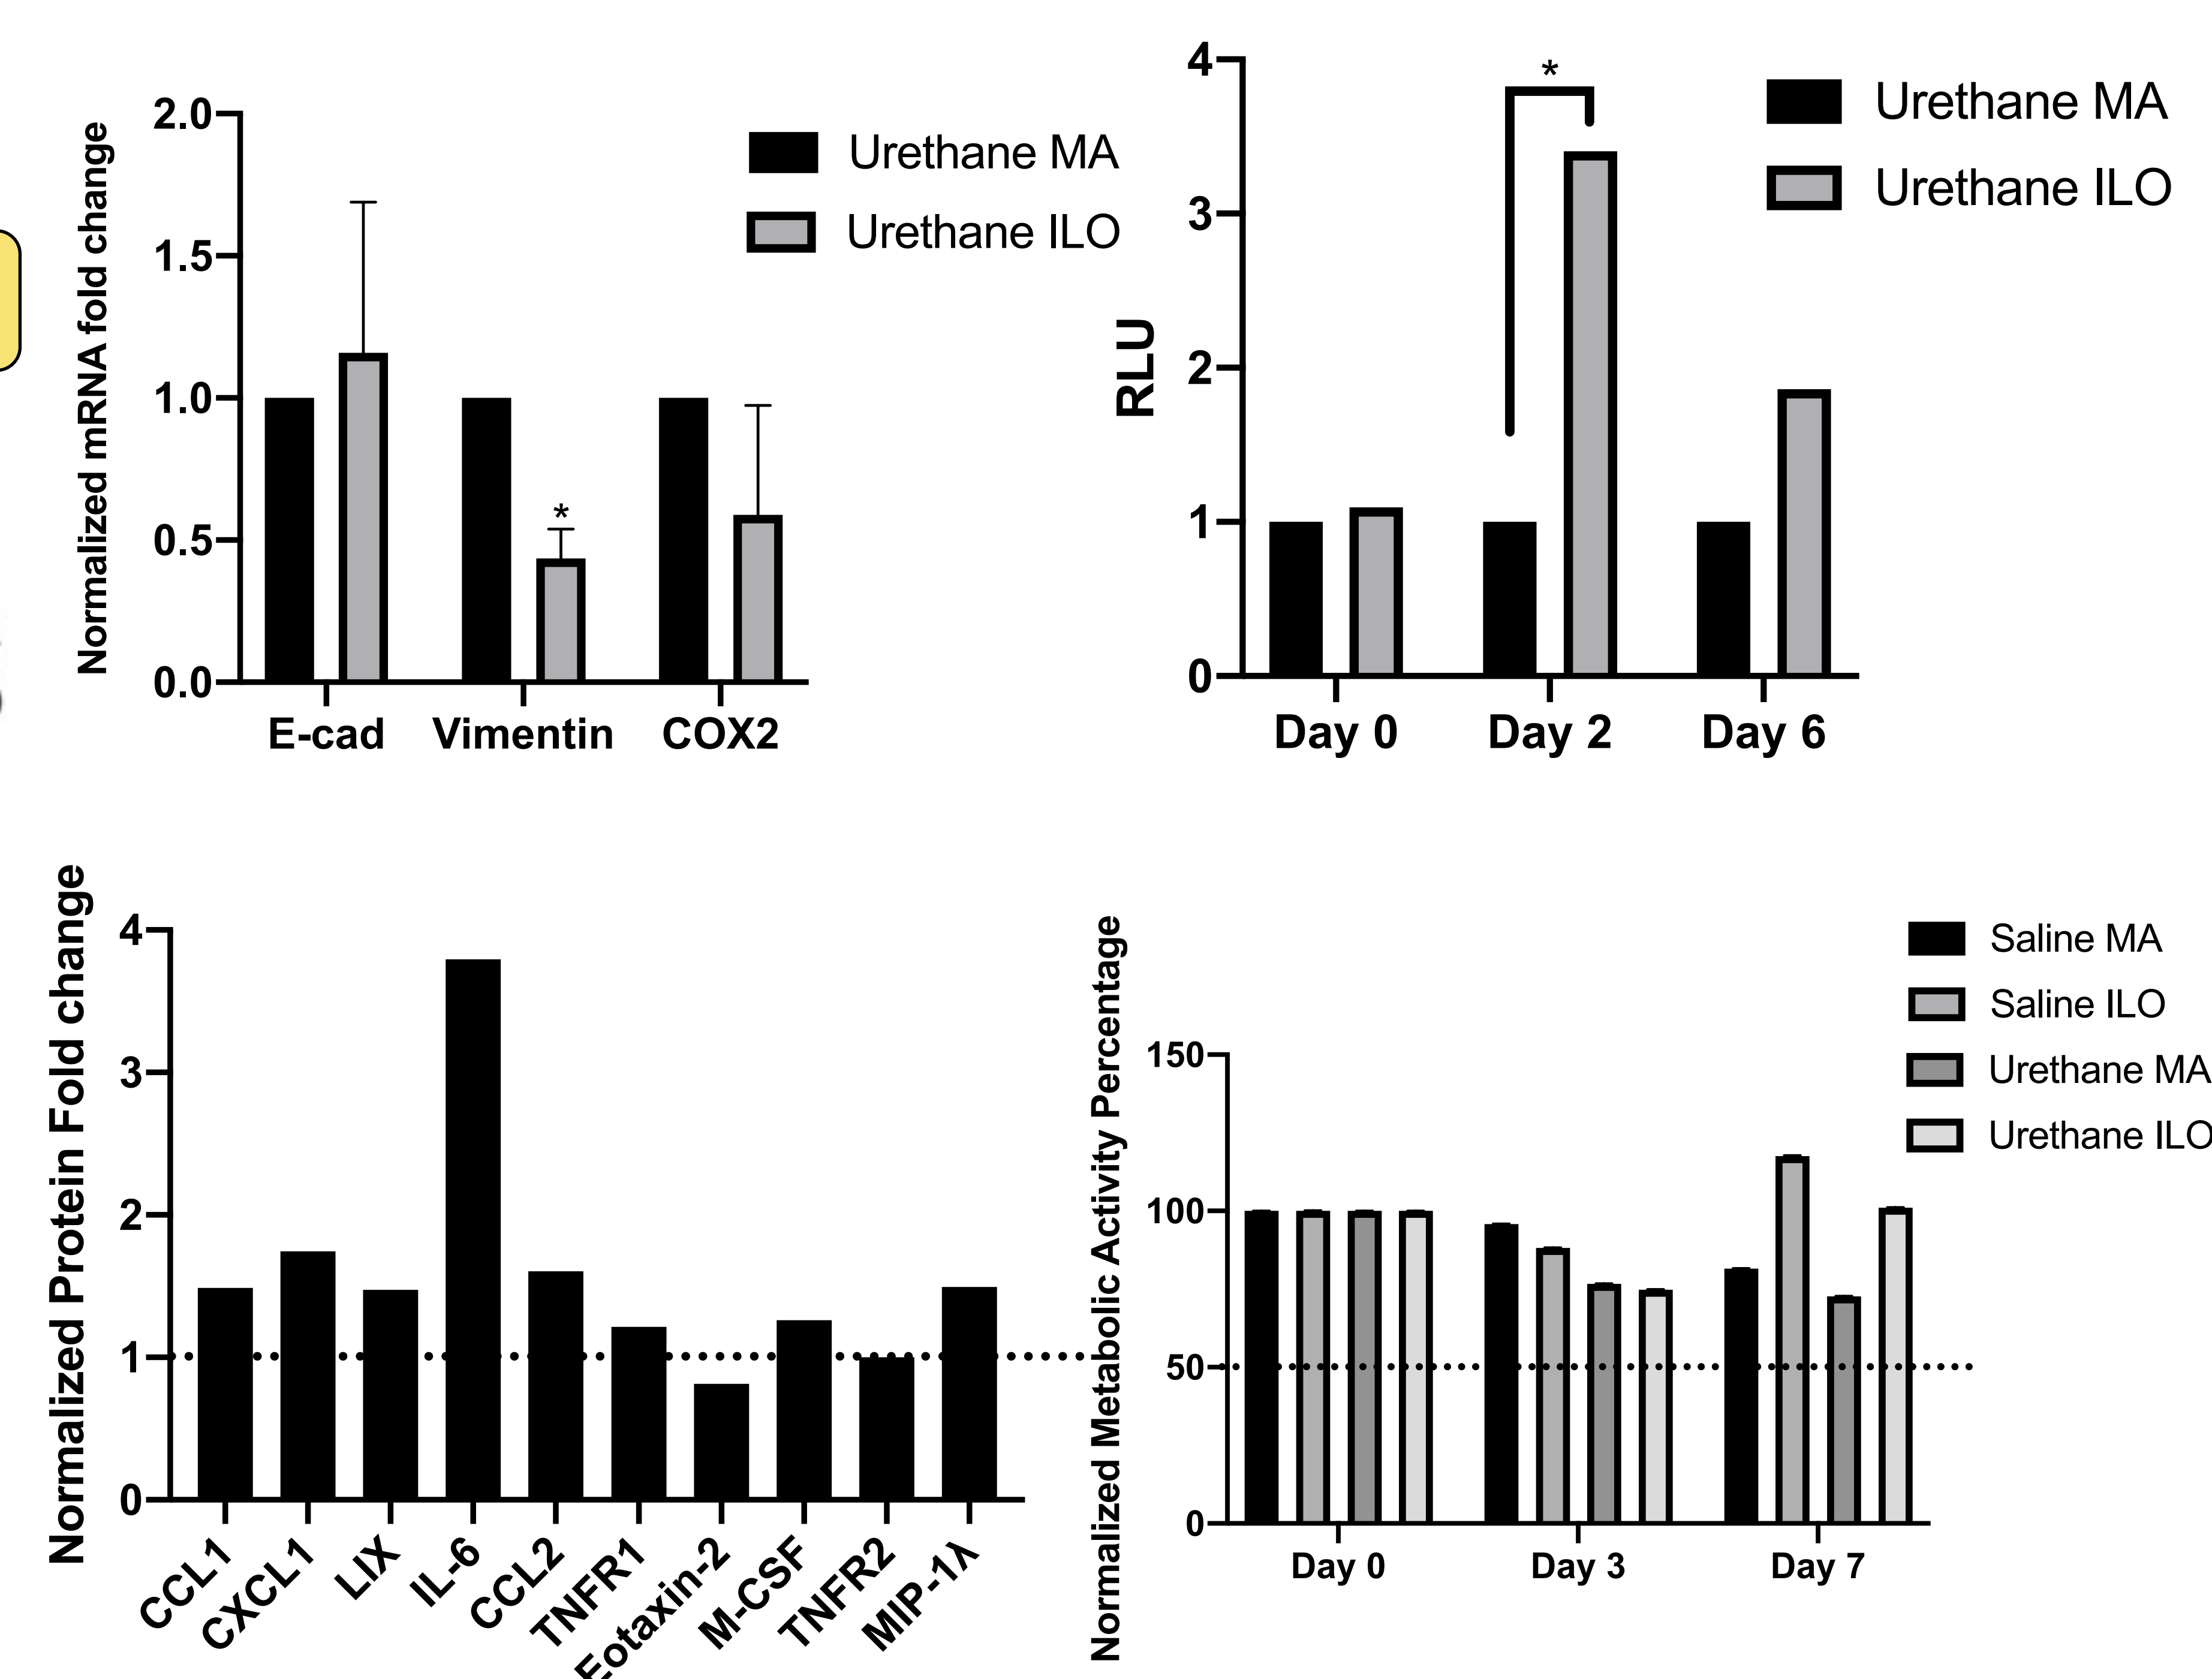 Normalized mRNA fold change
2.0
1.5
1.0
0.5
0.0
*
E-cad Vimentin COX2
Urethane MA
Urethane ILO
RLU
4
3
2
1
0
*
Day 0 Day 2 Day 6
Urethane MA
Urethane ILO
Normalized Protein Fold change
4
3
2
1
0
CCL1
CXCL1
LIX
IL-6
CCL2
TNFR1
Eotaxin-2
M-CSF
TNFR2
MIP-1λ
Normalized Metabolic Activity Percentage
150
100
50
0
Day 0 Day 3 Day 7
Saline MA
Saline ILO
Urethane MA
Urethane ILO